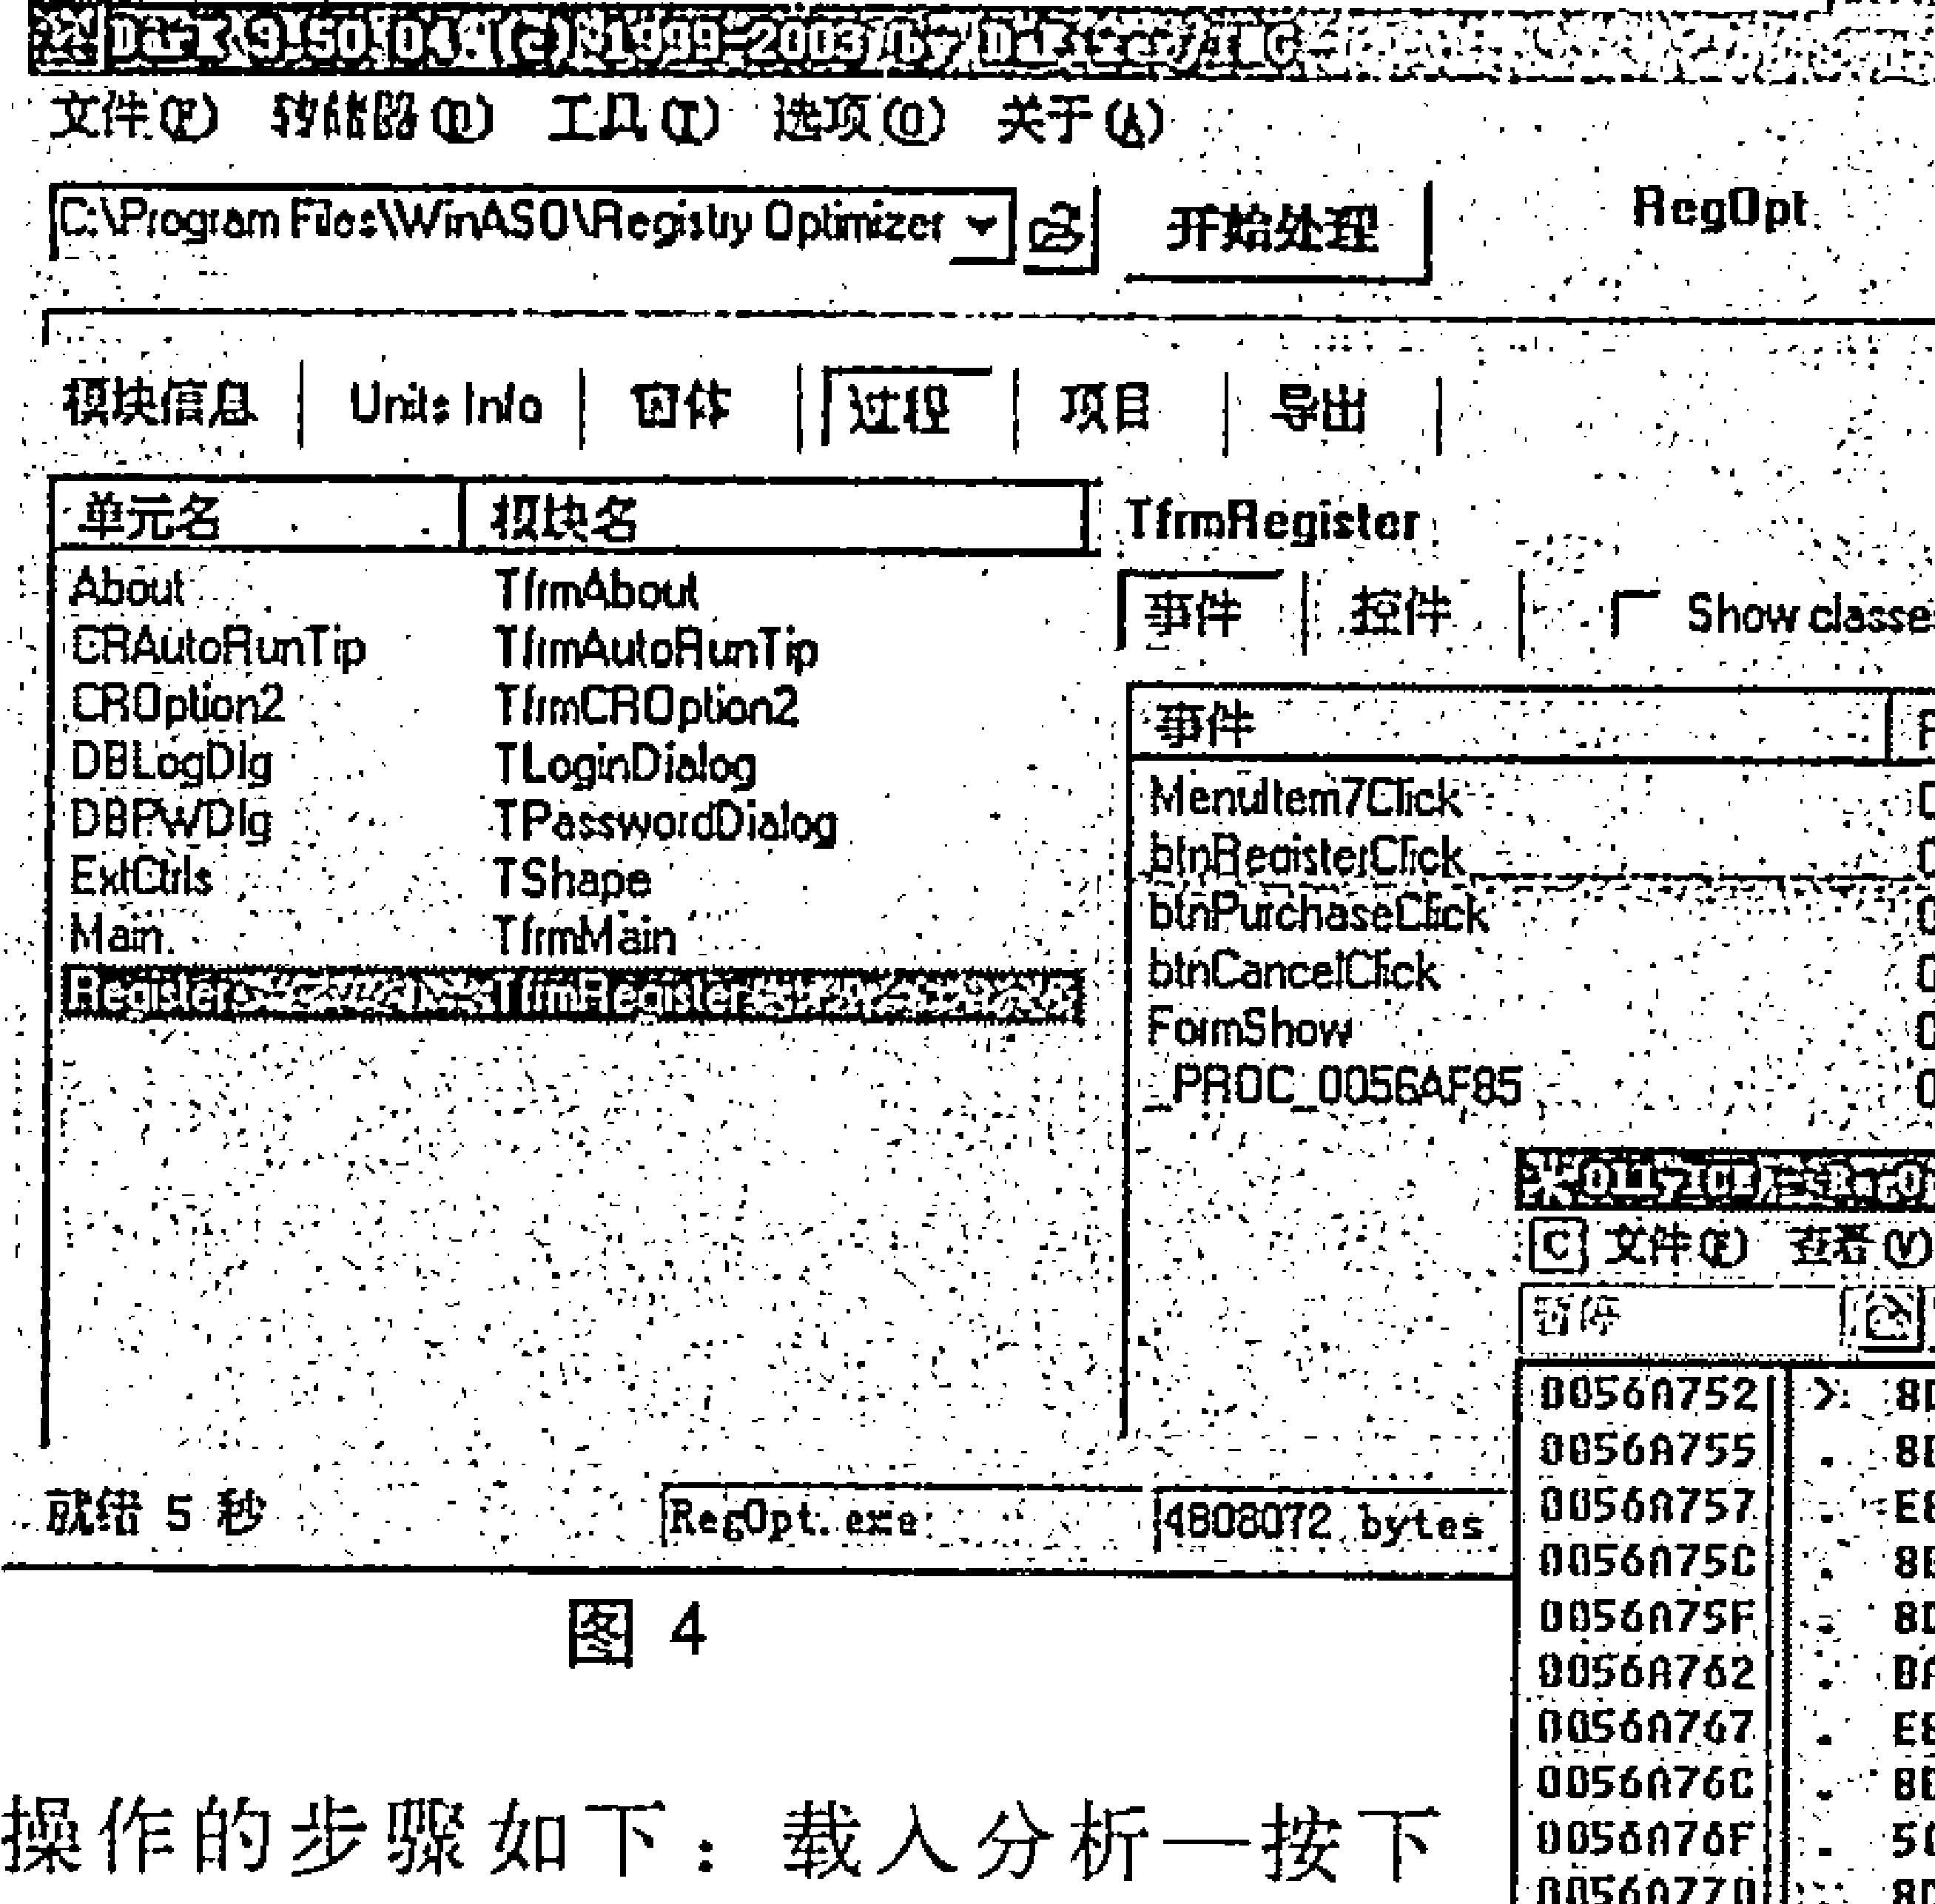 文件(F) 转储器(D) 工具(T) 选项(O) 关于(A)
C:\Program Files\WinASO\Registry Optimizer 开始处理 RegOpt
模块信息 Units Info 窗体 过程 项目 导出
单元名 模块名
About TfrmAbout
CRAutoRunTip TfrmAutoRunTip
CROption2 TfrmCROption2
DBLogDlg TLoginDialog
DBPWDlg TPasswordDialog
ExtCtrls TShape
Main TfrmMain
Register TfrmRegister
TfrmRegister
事件 控件 Show classes
事件
MenuItem7Click
btnRegisterClick
btnPurchaseClick
btnCancelClick
FormShow
_PROC_0056AF85
就绪 5 秒 RegOpt.exe 4808072 bytes
C 文件(F) 查看(V)
暂停
0056A752 >
0056A755 .
0056A757 .
0056A75C .
0056A75F .
0056A762 .
0056A767 .
0056A76C .
0056A76F .
0056A770
图 4
操作的步骤如下：载入分析—按下